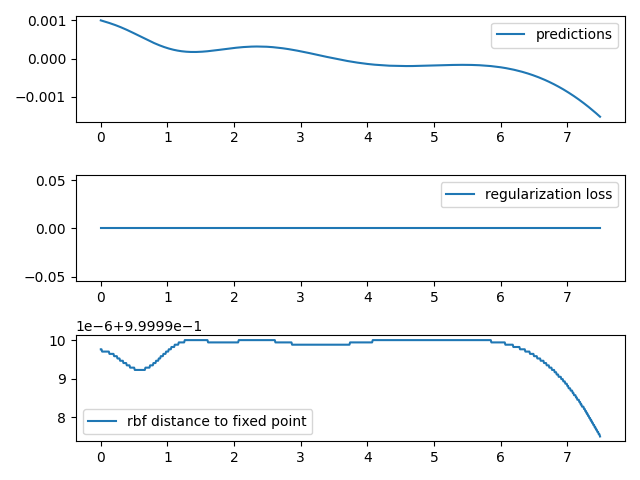 0.001
0.000
−0.001
predictions
0 1 2 3 4 5 6 7
0.05
0.00
−0.05
regularization loss
0 1 2 3 4 5 6 7
1e−6+9.9999e−1
10
9
8
rbf distance to fixed point
0 1 2 3 4 5 6 7